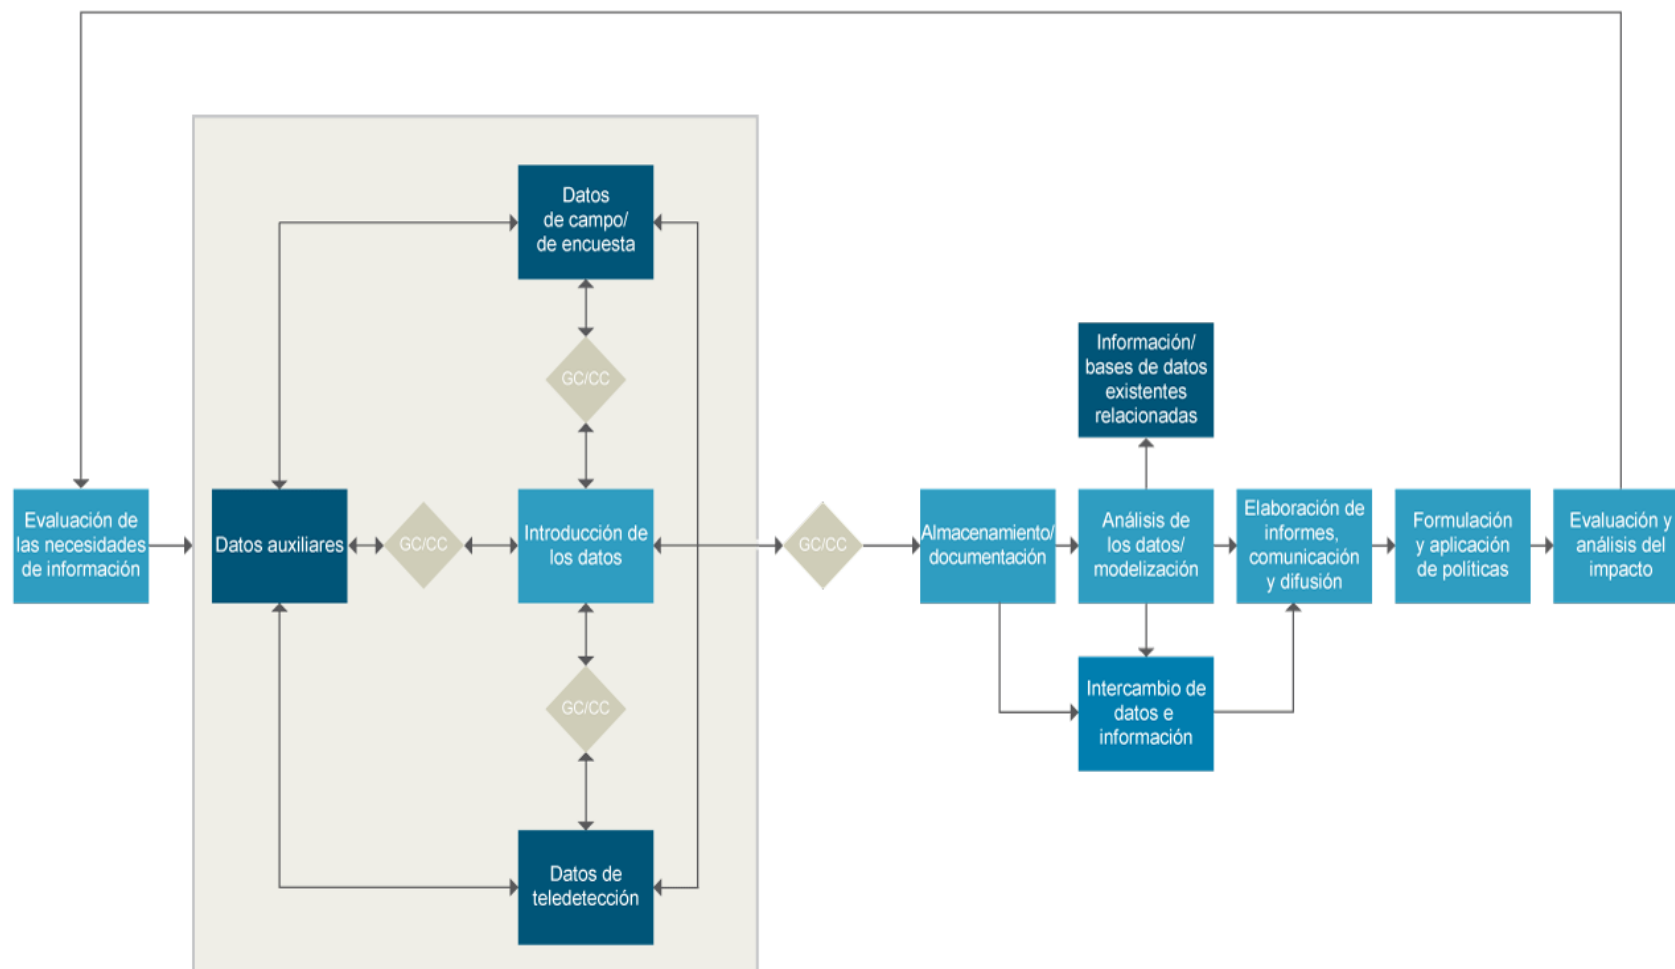 Datos
de campo/
de encuesta
GC/CC
Información/
bases de datos
existentes
relacionadas
Evaluación de
las necesidades
de información
Datos auxiliares
GC/CC
Introducción de
los datos
GC/CC
Almacenamiento/
documentación
Análisis de
los datos/
modelización
Elaboración de
informes,
comunicación
y difusión
Formulación
y aplicación
de políticas
Evaluación y
análisis del
impacto
GC/CC
Intercambio de
datos e
información
Datos de
teledetección